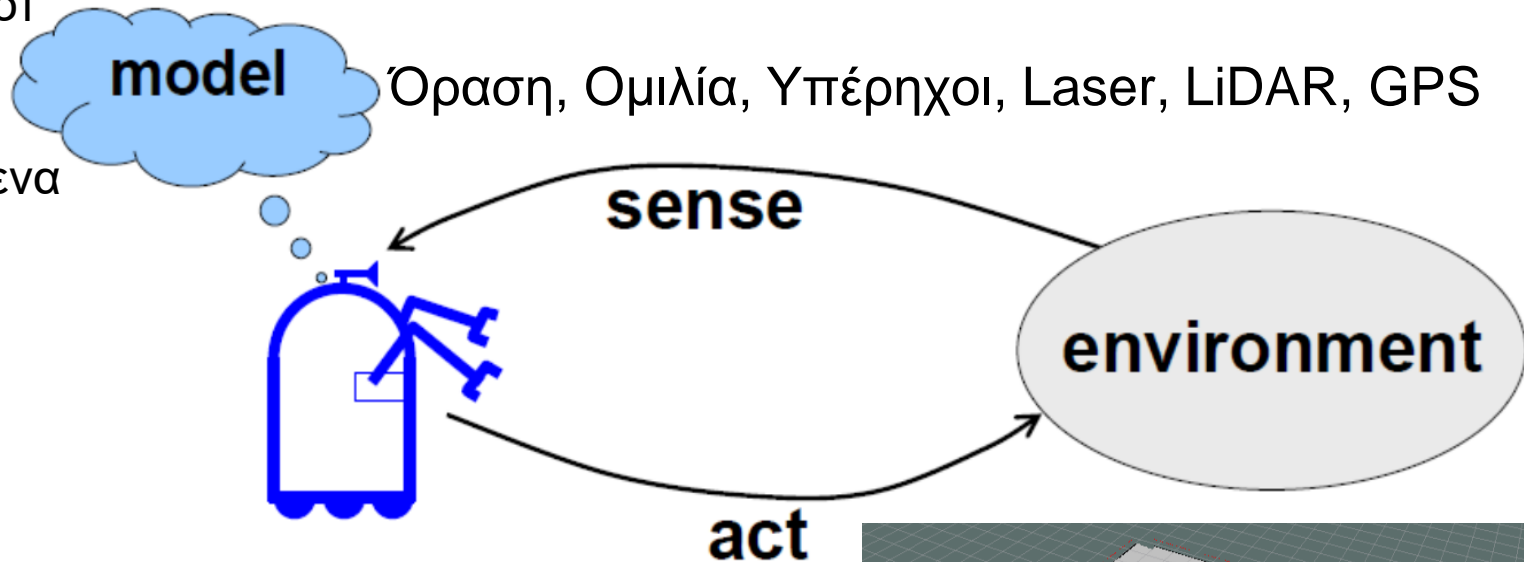 model
Όραση, Ομιλία, Υπέρηχοι, Laser, LiDAR, GPS
sense
environment
act